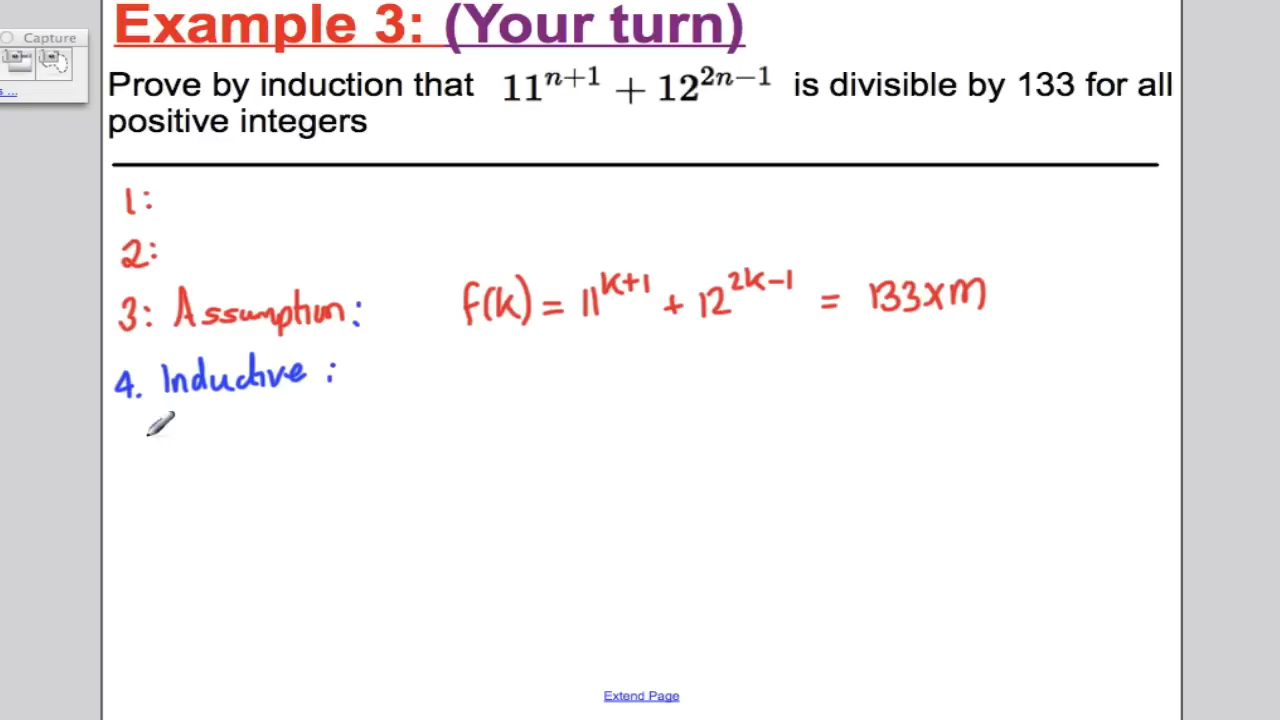 Capture
Example 3: (Your turn)
Prove by induction that 11^{n+1} + 12^{2n-1} is divisible by 133 for all
positive integers
1:
2:
3: Assumption: f(k) = 11^{k+1} + 12^{2k-1} = 133xm
4. Inductive :
Extend Page